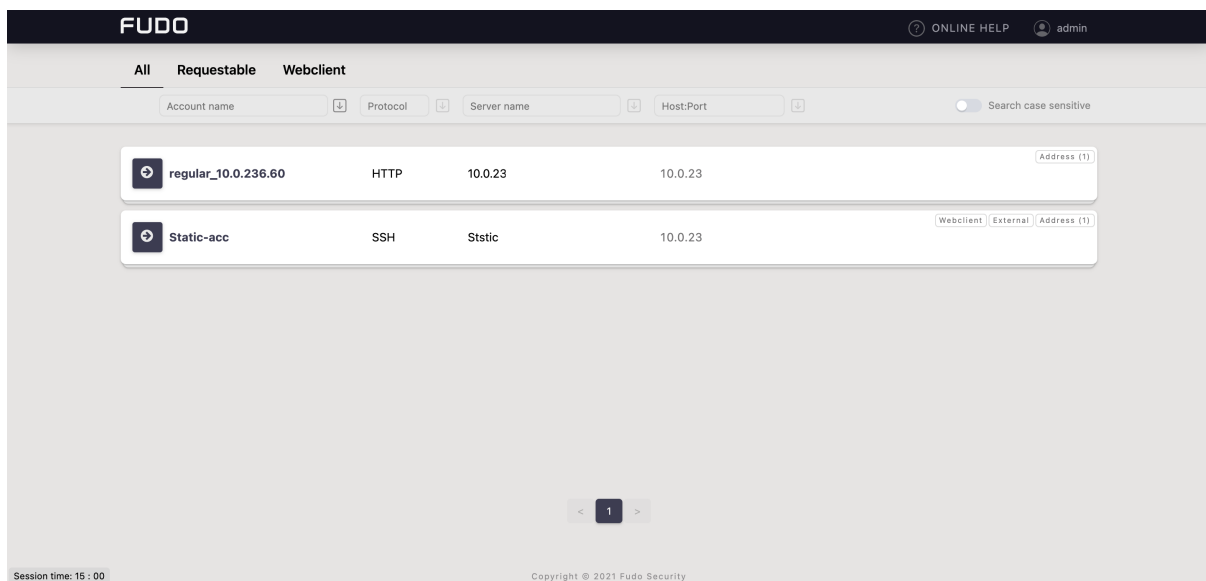 FUDO
? ONLINE HELP admin
All Requestable Webclient
Account name Protocol Server name Host:Port Search case sensitive
Address (1)
regular_10.0.236.60 HTTP 10.0.23 10.0.23
Webclient External Address (1)
Static-acc SSH Ststic 10.0.23
< 1 >
Session time: 15 : 00 Copyright © 2021 Fudo Security